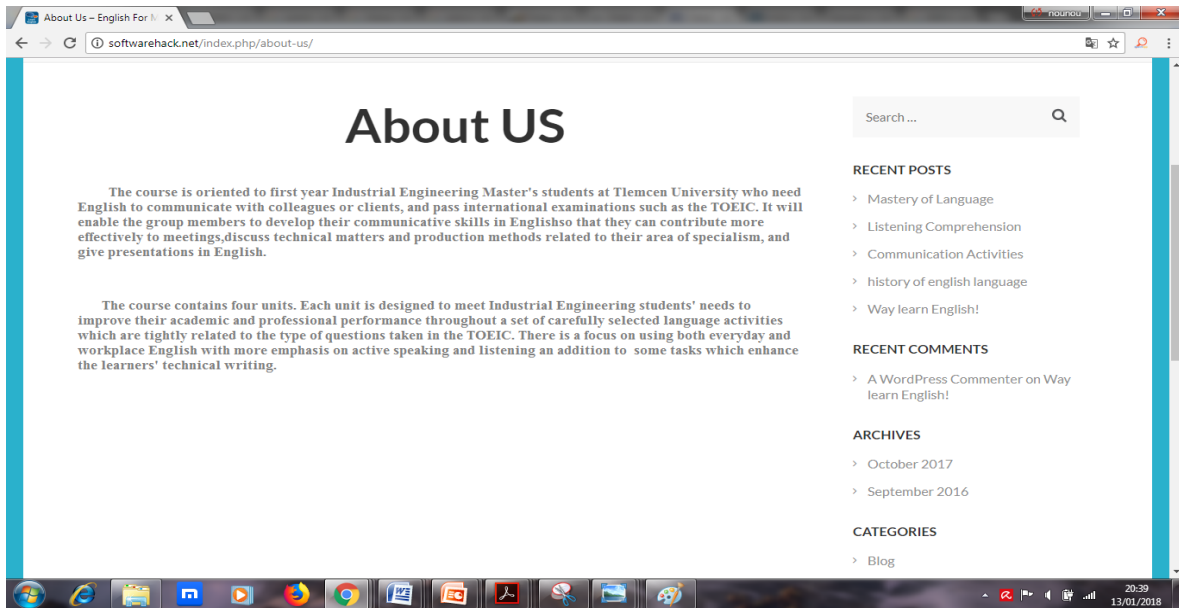 About Us – English For M
nounou
softwarehack.net/index.php/about-us/
About US
The course is oriented to first year Industrial Engineering Master's students at Tlemcen University who need
English to communicate with colleagues or clients, and pass international examinations such as the TOEIC. It will
enable the group members to develop their communicative skills in Englishso that they can contribute more
effectively to meetings,discuss technical matters and production methods related to their area of specialism, and
give presentations in English.
The course contains four units. Each unit is designed to meet Industrial Engineering students' needs to
improve their academic and professional performance throughout a set of carefully selected language activities
which are tightly related to the type of questions taken in the TOEIC. There is a focus on using both everyday and
workplace English with more emphasis on active speaking and listening an addition to some tasks which enhance
the learners' technical writing.
Search ...
RECENT POSTS
Mastery of Language
Listening Comprehension
Communication Activities
history of english language
Way learn English!
RECENT COMMENTS
A WordPress Commenter on Way
learn English!
ARCHIVES
October 2017
September 2016
CATEGORIES
Blog
20:39
13/01/2018